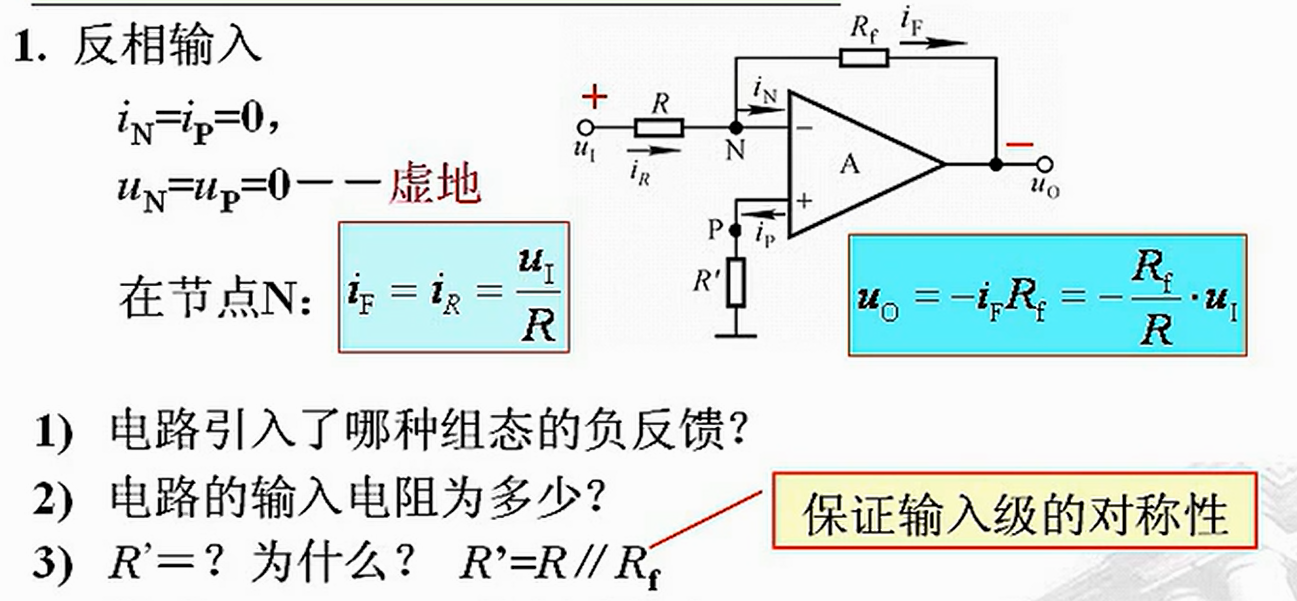 1. 反相输入
i_N=i_P=0,
u_N=u_P=0－－虚地
在节点N：
i_F = i_R = u_I / R
R_f i_F
+ R i_N
u_I i_R N − A − u_O
+
P i_P
R′
u_O = −i_F R_f = − R_f / R · u_I
1) 电路引入了哪种组态的负反馈？
2) 电路的输入电阻为多少？
3) R’＝？为什么？ R’=R∥R_f
保证输入级的对称性